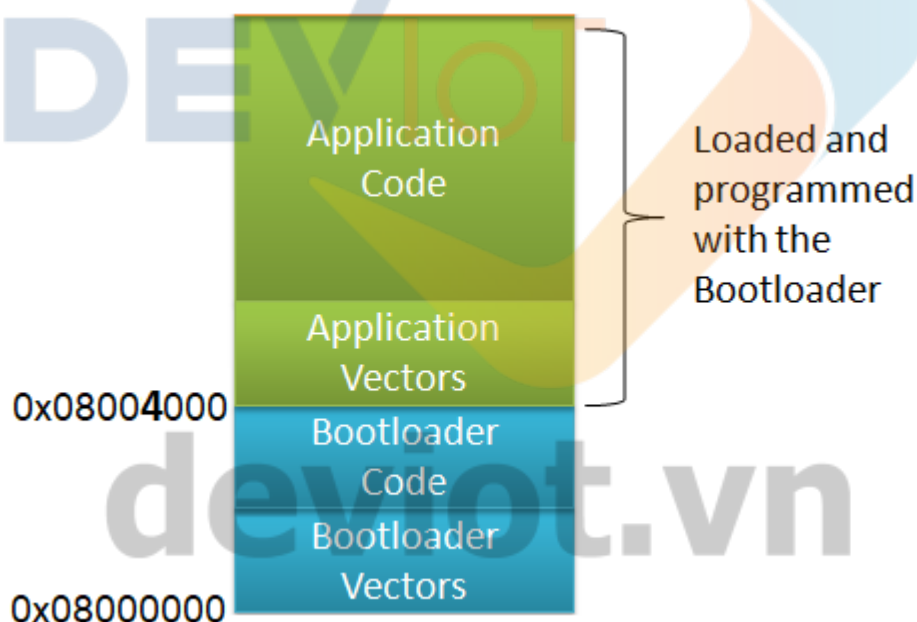 DEVIoT
Application
Code
Loaded and
programmed
with the
Bootloader
Application
Vectors
0x08004000
Bootloader
Code
deviot.vn
Bootloader
Vectors
0x08000000